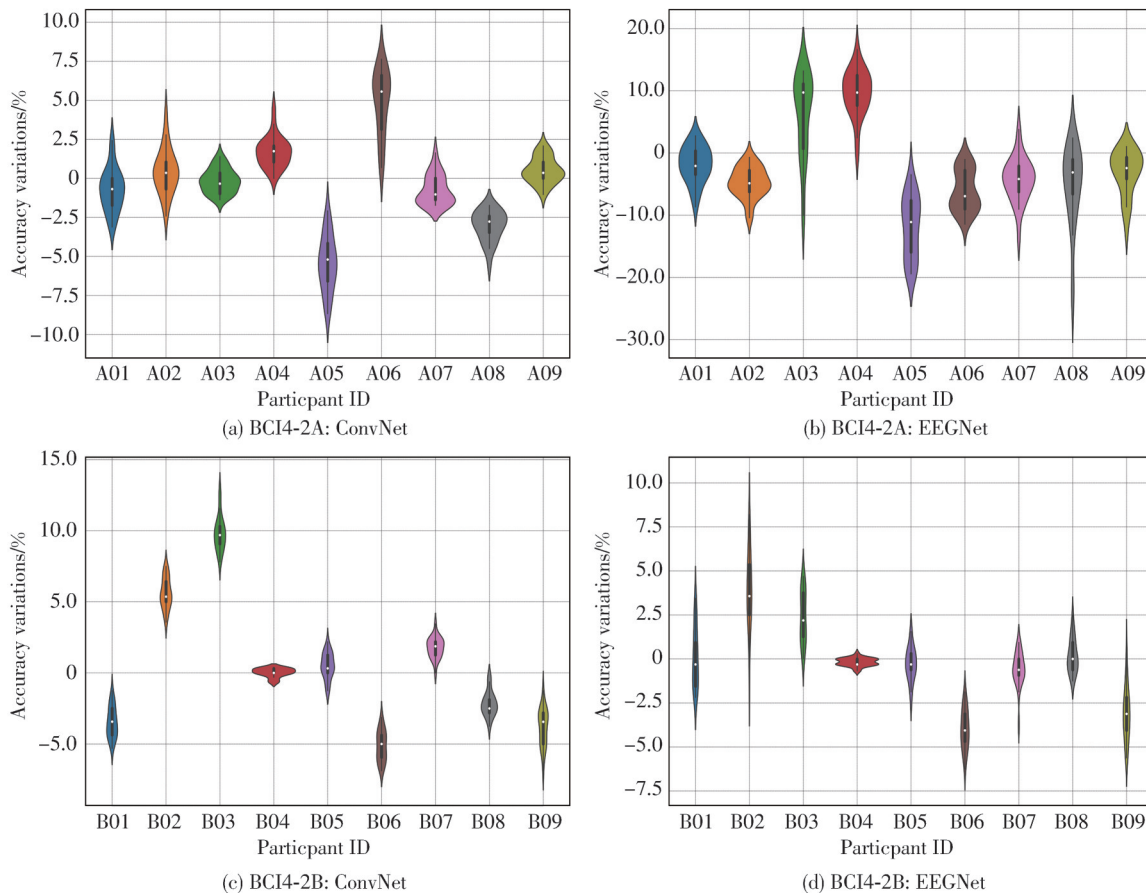 10.0
7.5
5.0
2.5
0
−2.5
−5.0
−7.5
−10.0
Accuracy variations/%
A01 A02 A03 A04 A05 A06 A07 A08 A09
Particpant ID
(a) BCI4-2A: ConvNet
20.0
10.0
0
−10.0
−20.0
−30.0
Accuracy variations/%
A01 A02 A03 A04 A05 A06 A07 A08 A09
Particpant ID
(b) BCI4-2A: EEGNet
15.0
10.0
5.0
0
−5.0
Accuracy variations/%
B01 B02 B03 B04 B05 B06 B07 B08 B09
Particpant ID
(c) BCI4-2B: ConvNet
10.0
7.5
5.0
2.5
0
−2.5
−5.0
−7.5
Accuracy variations/%
B01 B02 B03 B04 B05 B06 B07 B08 B09
Particpant ID
(d) BCI4-2B: EEGNet